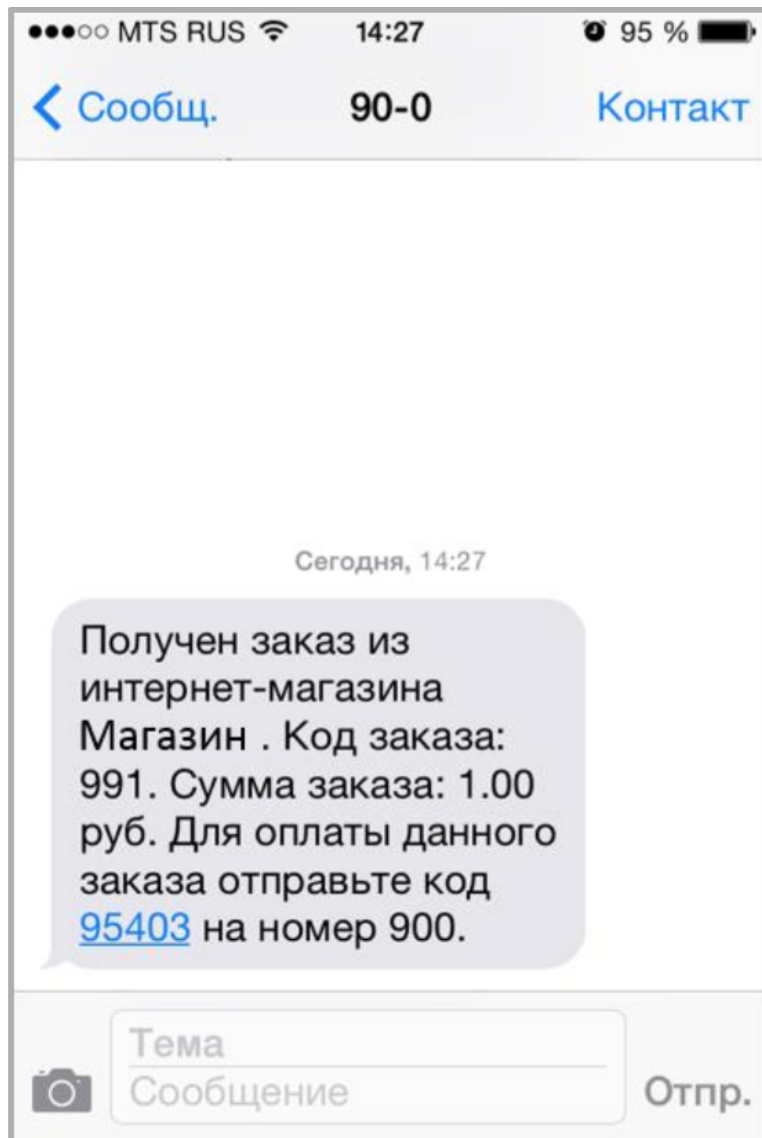 MTS RUS 14:27 95 %
Сообщ. 90-0 Контакт
Сегодня, 14:27
Получен заказ из
интернет-магазина
Магазин . Код заказа:
991. Сумма заказа: 1.00
руб. Для оплаты данного
заказа отправьте код
95403 на номер 900.
Тема
Сообщение
Отпр.